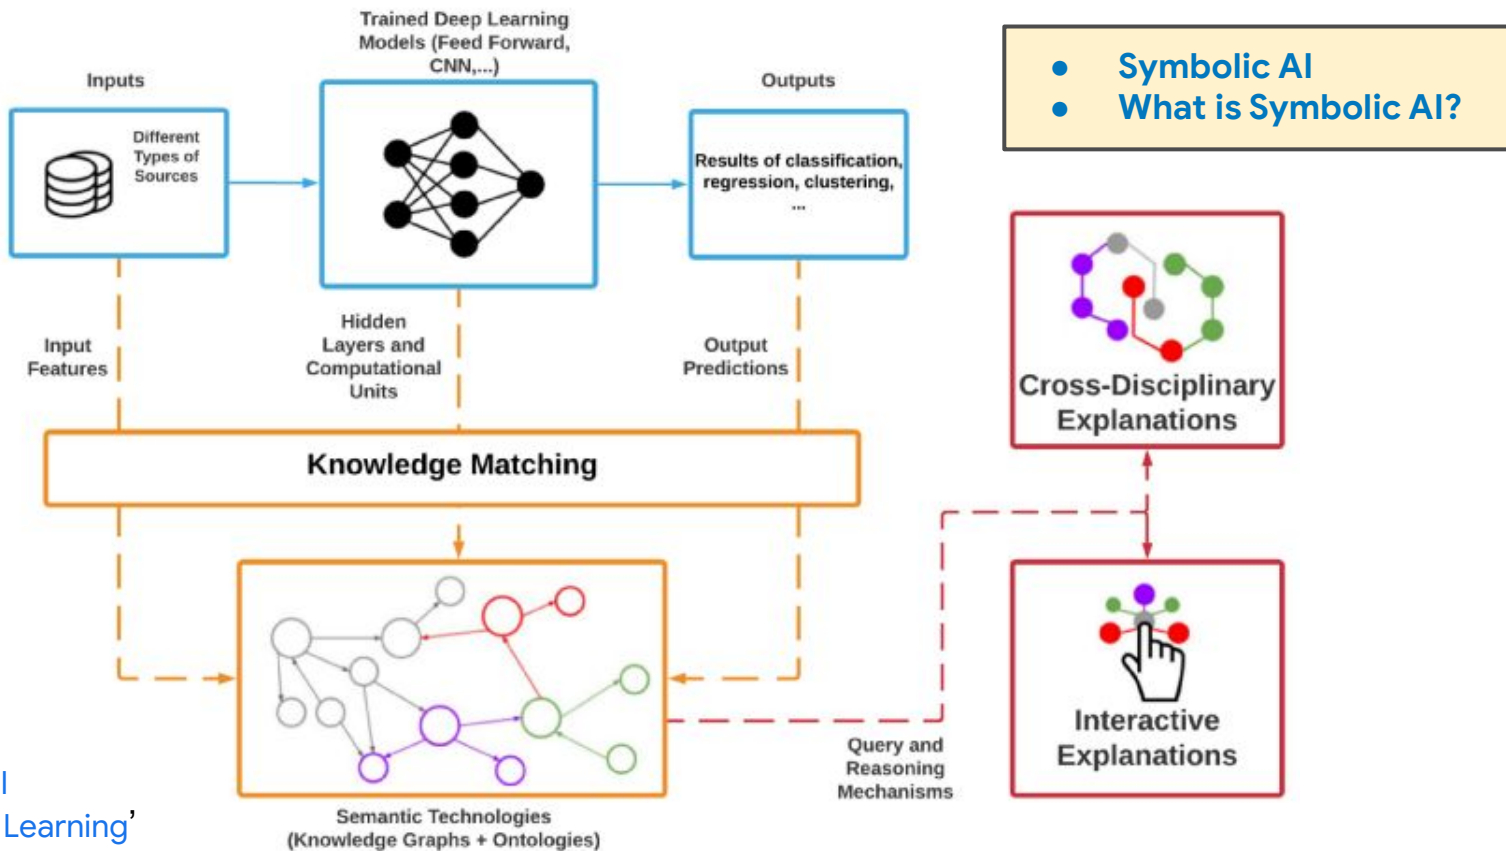 Trained Deep Learning
Models (Feed Forward,
CNN,...)
Inputs
Outputs
Different
Types of
Sources
Results of classification,
regression, clustering,
...
● Symbolic AI
● What is Symbolic AI?
Input
Features
Hidden
Layers and
Computational
Units
Output
Predictions
Knowledge Matching
Cross-Disciplinary
Explanations
Interactive
Explanations
Query and
Reasoning
Mechanisms
Semantic Technologies
(Knowledge Graphs + Ontologies)
Learning’